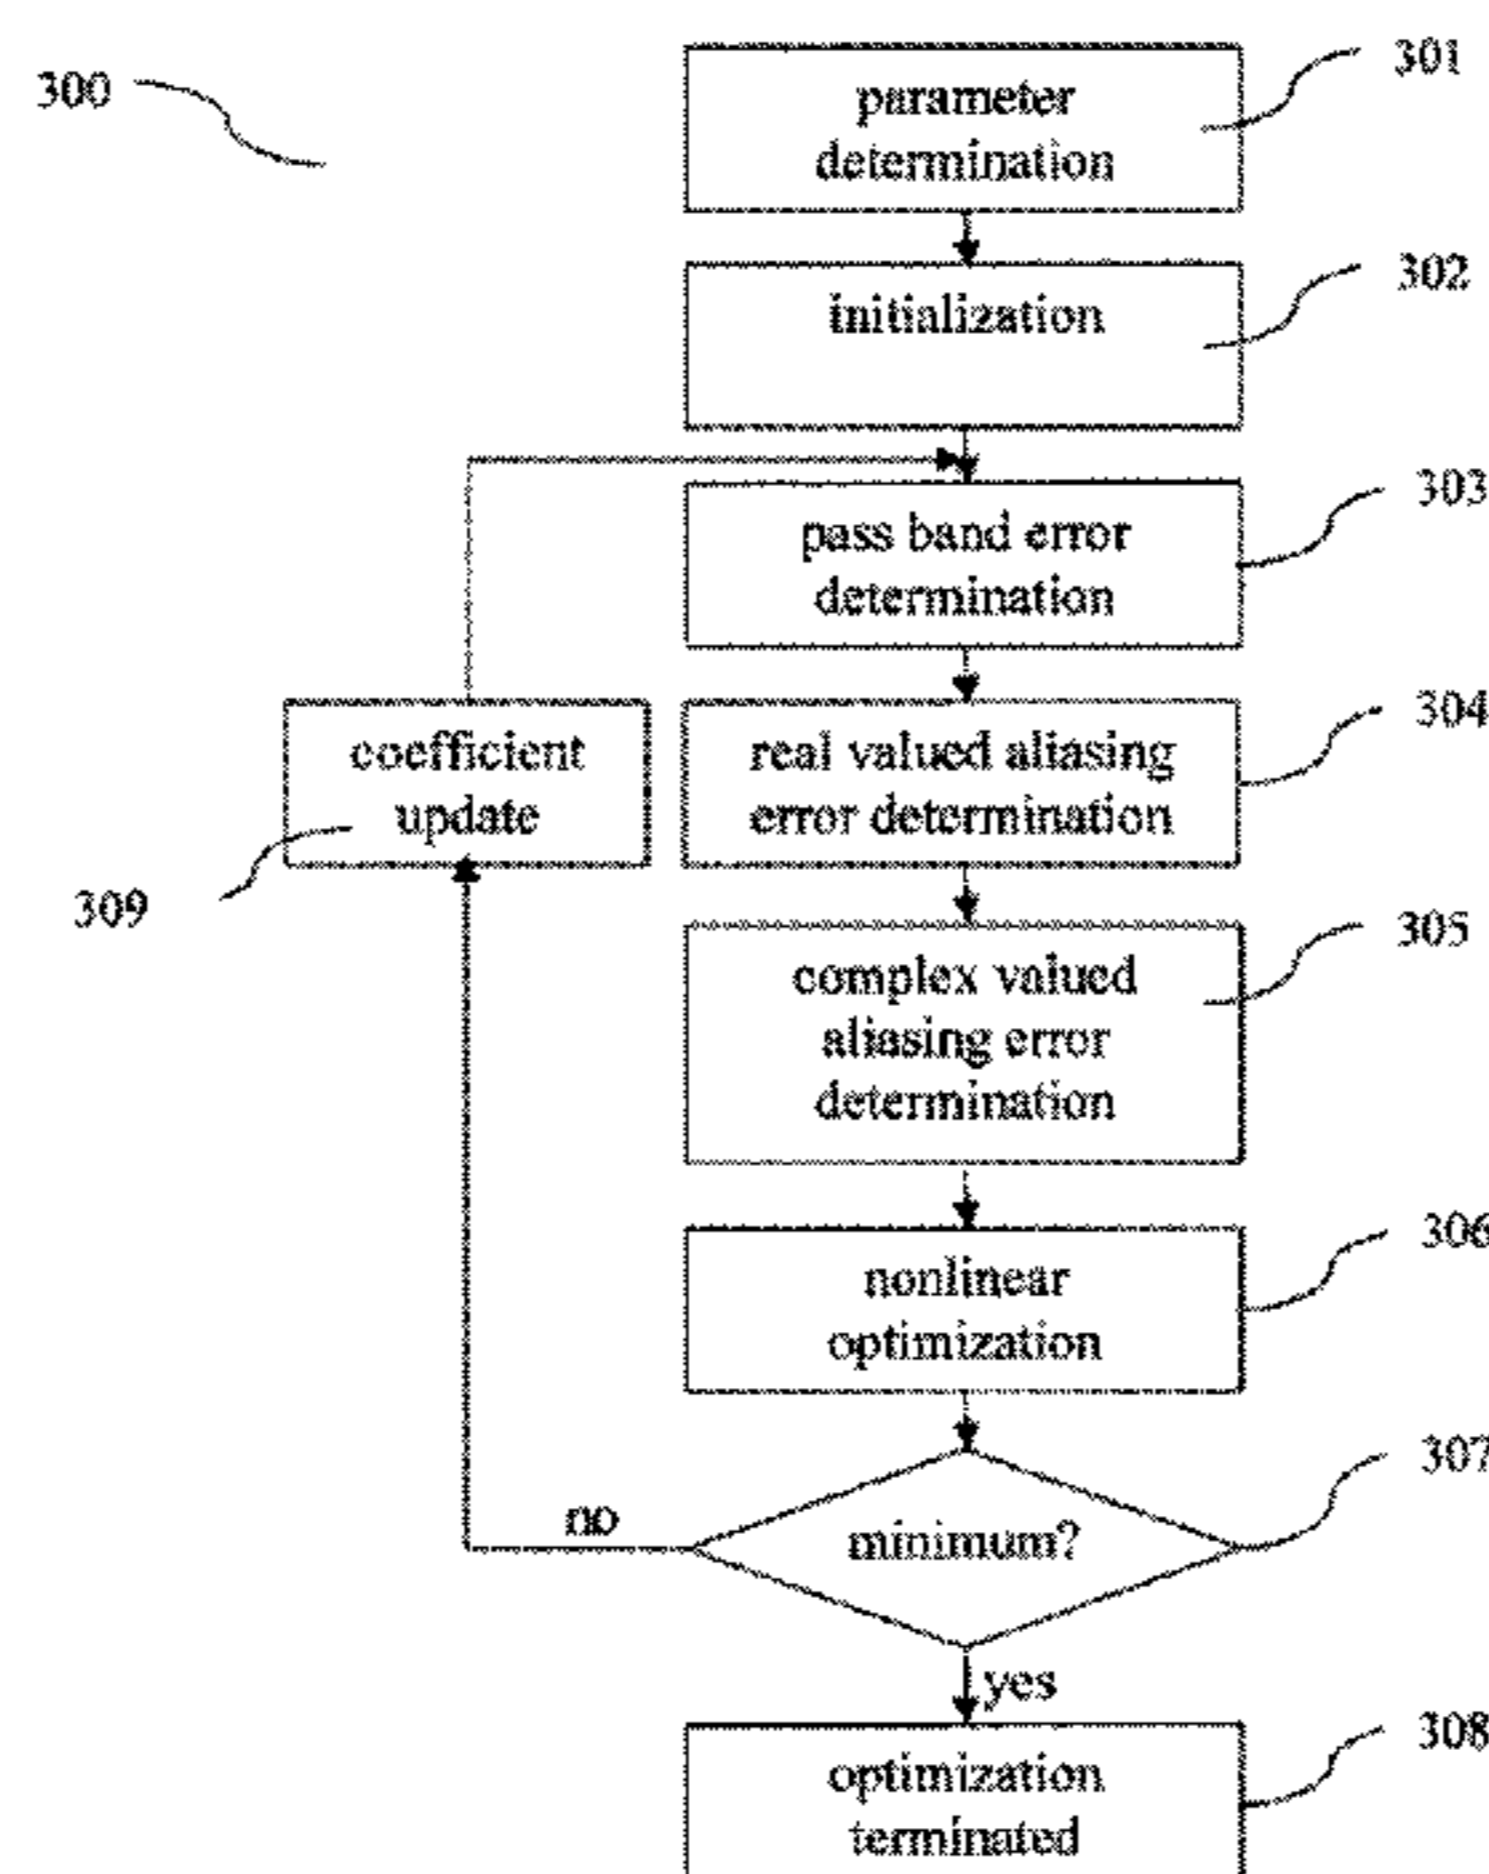 300
301
parameter
determination
302
initialization
303
pass band error
determination
304
real valued aliasing
error determination
coefficient
update
309
305
complex valued
aliasing error
determination
306
nonlinear
optimization
307
minimum?
no
yes
308
optimization
terminated